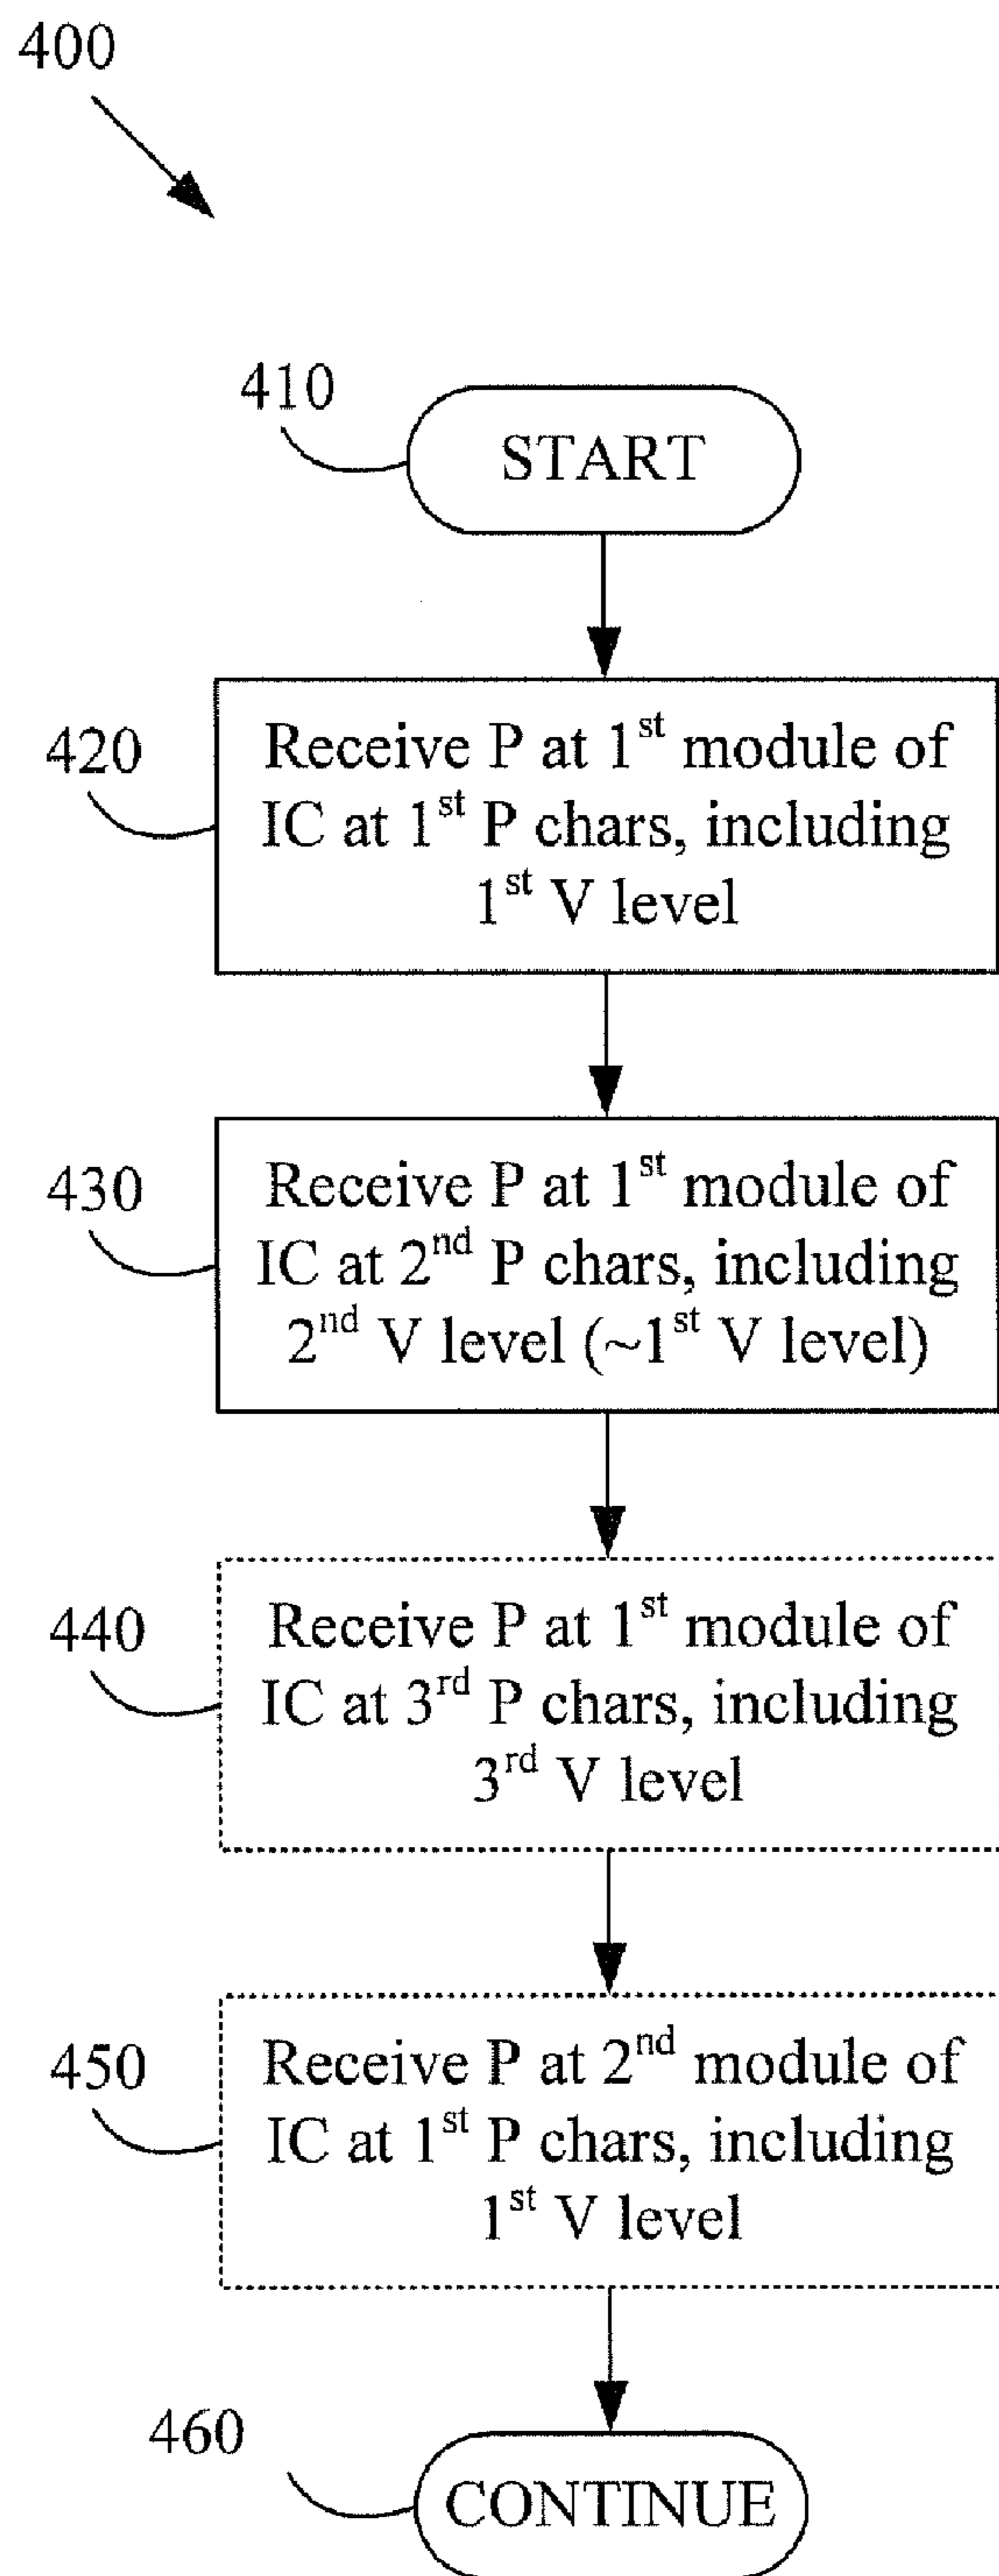 400
410
START
420
Receive P at 1st module of
IC at 1st P chars, including
1st V level
430
Receive P at 1st module of
IC at 2nd P chars, including
2nd V level (~1st V level)
440
Receive P at 1st module of
IC at 3rd P chars, including
3rd V level
450
Receive P at 2nd module of
IC at 1st P chars, including
1st V level
460
CONTINUE